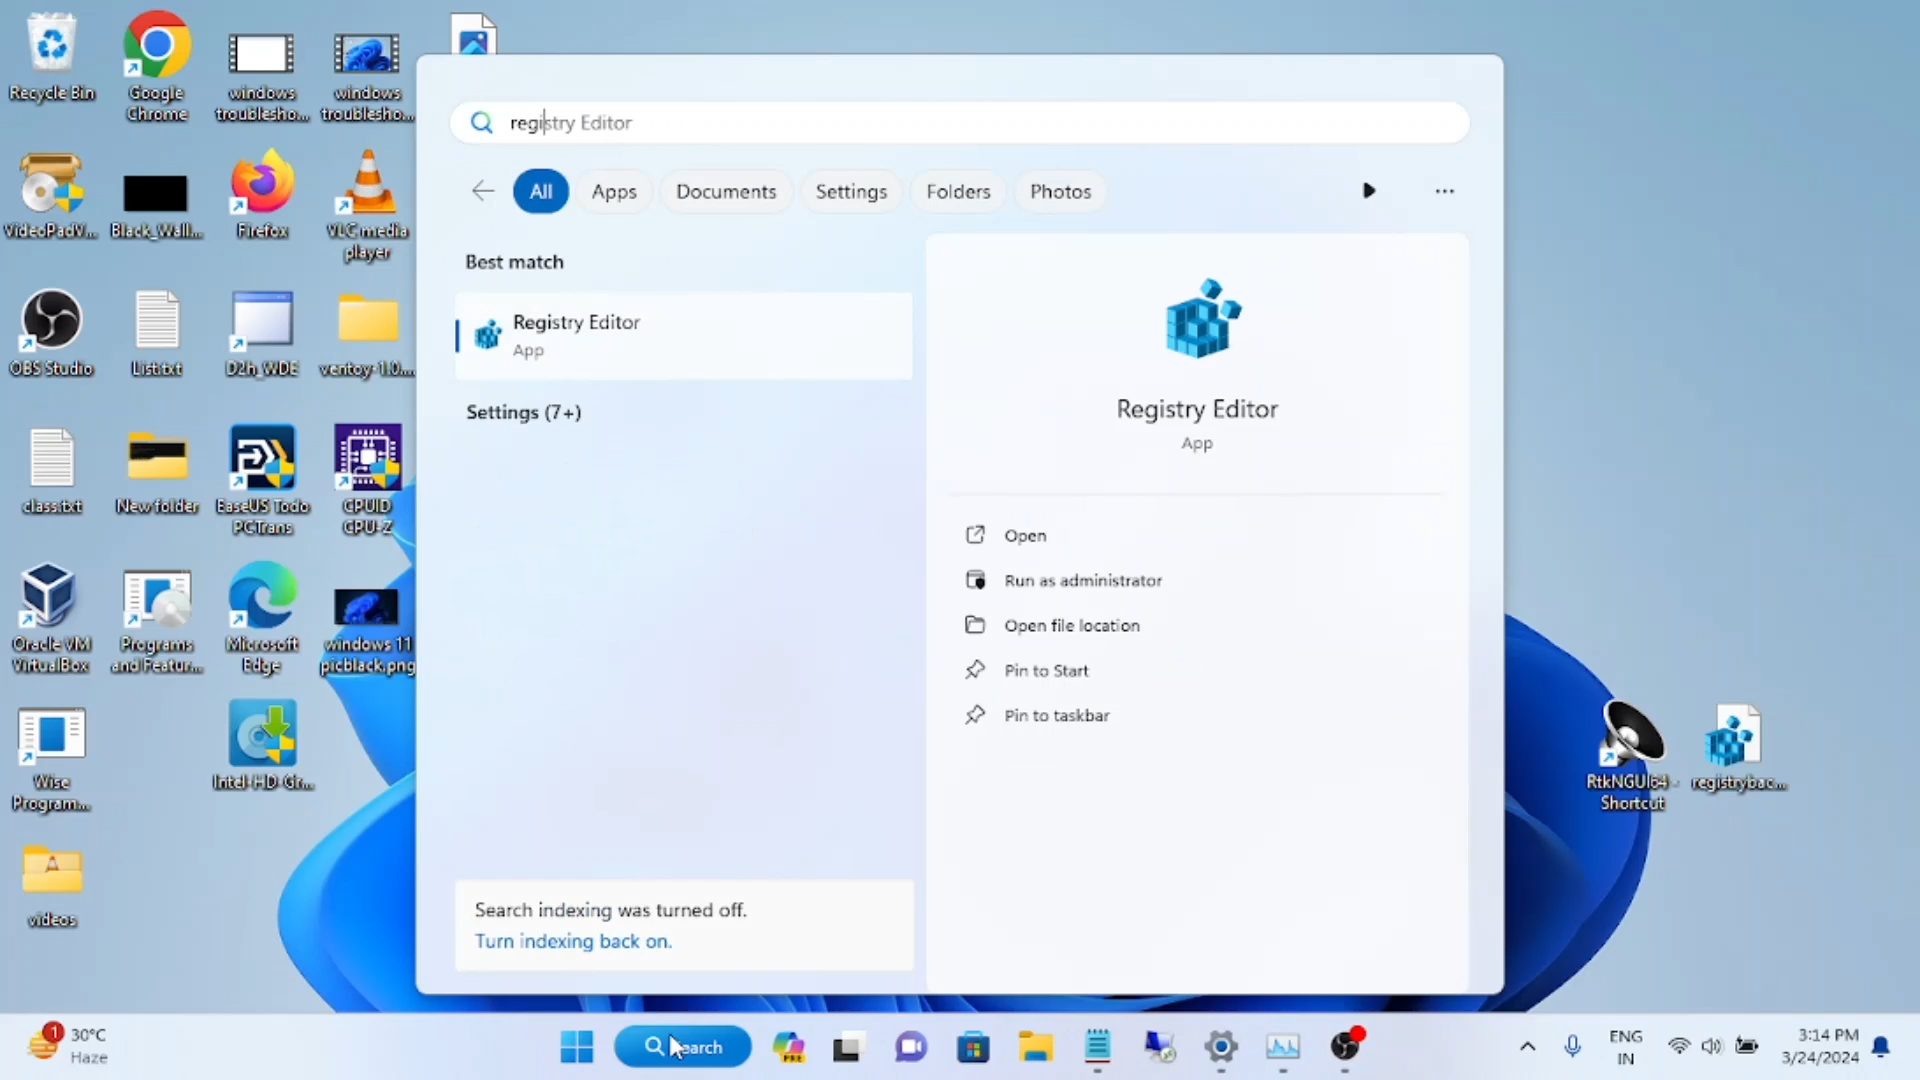 Recycle Bin
Google
Chrome
windows
troublesho...
windows
troublesho...
VideoPadV...
Black_Wall...
Firefox
VLC media
player
OBS Studio
List.txt
D2h_WDE
ventoy-1.0....
class.txt
New folder
EaseUS Todo
PCTrans
CPUID
CPU-Z
Oracle VM
VirtualBox
Programs
and Featur...
Microsoft
Edge
windows 11
picblack.png
Wise
Program...
Intel-HD-Gr...
videos
registry Editor
All
Apps
Documents
Settings
Folders
Photos
...
Best match
Registry Editor
App
Settings (7+)
Search indexing was turned off.
Turn indexing back on.
Registry Editor
App
Open
Run as administrator
Open file location
Pin to Start
Pin to taskbar
RtkNGUI64 -
Shortcut
registrybac...
1
30°C
Haze
Search
PRE
ENG
IN
3:14 PM
3/24/2024